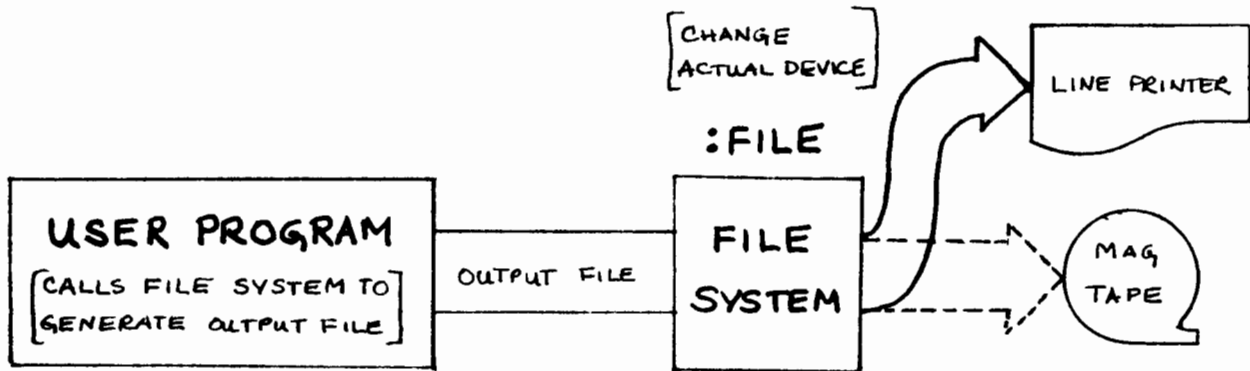 [CHANGE
ACTUAL DEVICE]
LINE PRINTER
:FILE
USER PROGRAM
[CALLS FILE SYSTEM TO
GENERATE OUTPUT FILE]
OUTPUT FILE
FILE
SYSTEM
MAG
TAPE